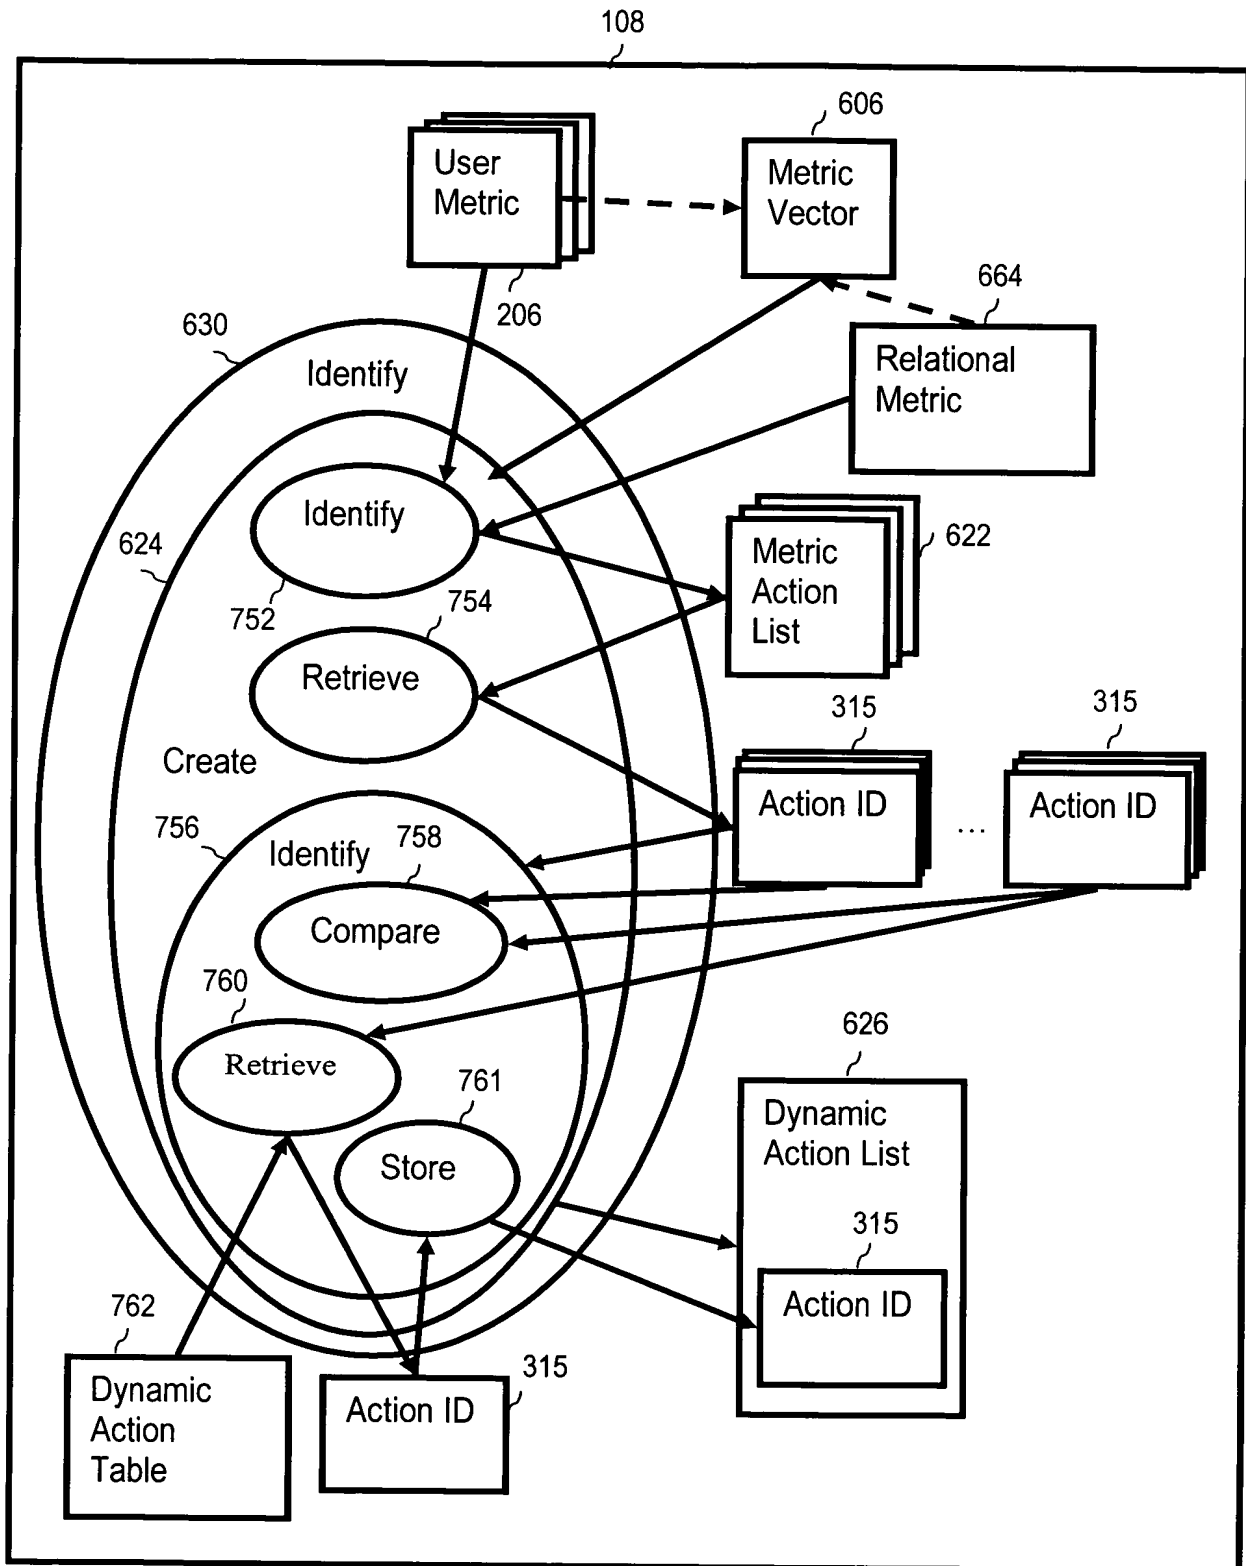 108
User
Metric
206
606
Metric
Vector
664
Relational
Metric
630
Identify
Identify
624
752
754
Metric
Action
List
622
Retrieve
Create
315
Action ID
...
315
Action ID
756
Identify
758
Compare
760
Retrieve
761
Store
626
Dynamic
Action List
315
Action ID
762
Dynamic
Action
Table
315
Action ID